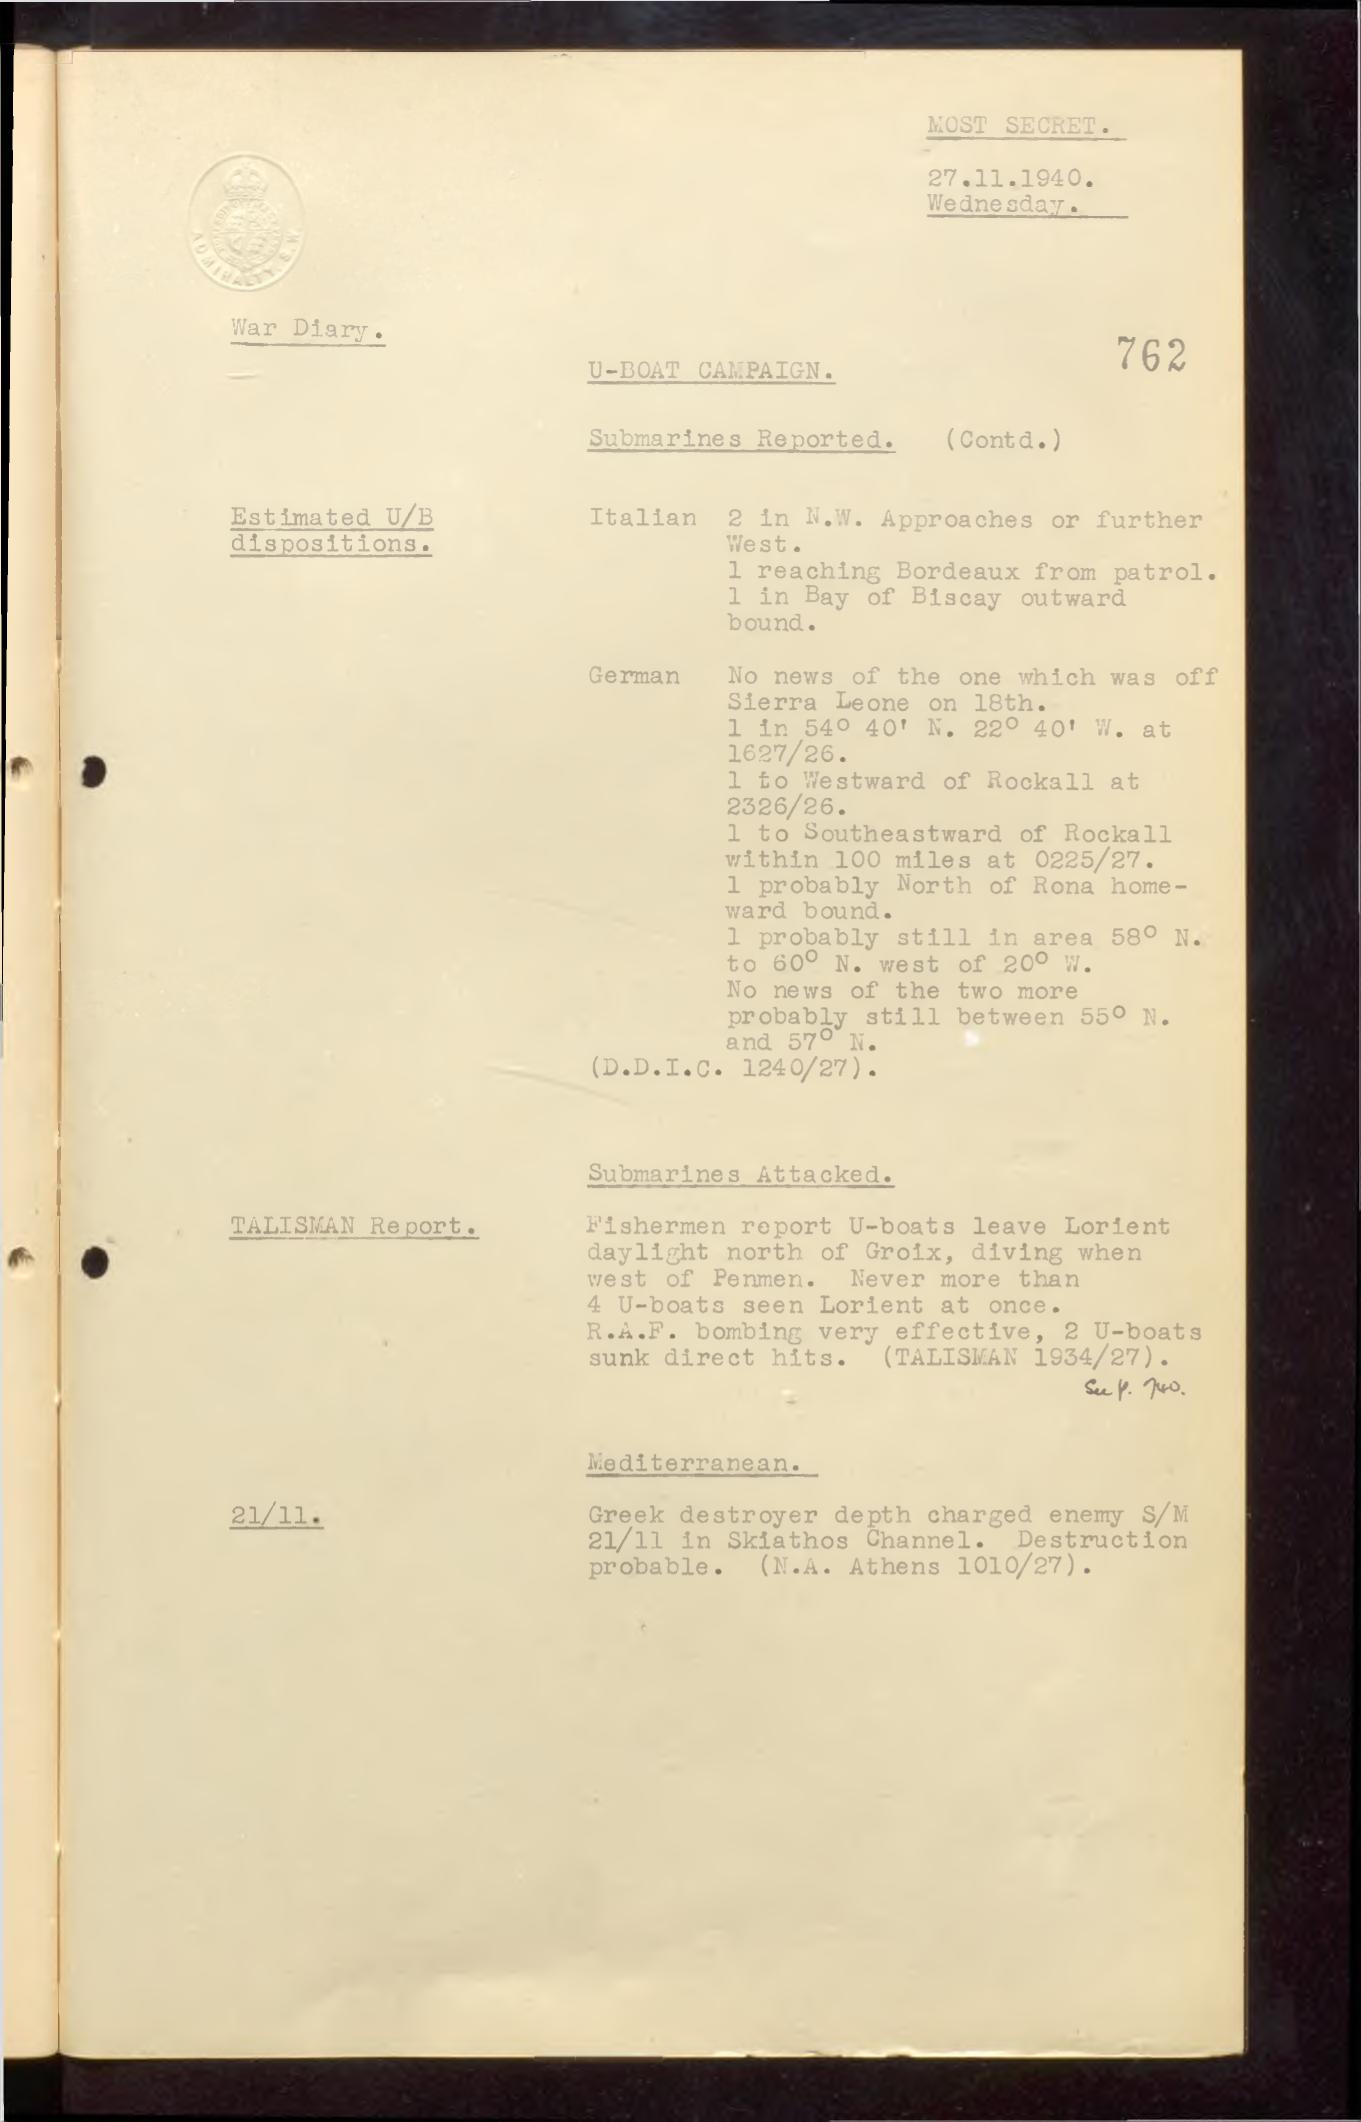 MOST SECRET.
27.11.1940.
Wednesday.
ADMIRALTY. S.W.
War Diary.
762
U-BOAT CAMPAIGN.
Submarines Reported. (Contd.)
Estimated U/B
dispositions.
Italian 2 in N.W. Approaches or further
West.
1 reaching Bordeaux from patrol.
1 in Bay of Biscay outward
bound.
German No news of the one which was off
Sierra Leone on 18th.
1 in 54° 40' N. 22° 40' W. at
1627/26.
1 to Westward of Rockall at
2326/26.
1 to Southeastward of Rockall
within 100 miles at 0225/27.
1 probably North of Rona home-
ward bound.
1 probably still in area 58° N.
to 60° N. west of 20° W.
No news of the two more
probably still between 55° N.
and 57° N.
(D.D.I.C. 1240/27).
Submarines Attacked.
TALISMAN Report.
Fishermen report U-boats leave Lorient
daylight north of Groix, diving when
west of Penmen. Never more than
4 U-boats seen Lorient at once.
R.A.F. bombing very effective, 2 U-boats
sunk direct hits. (TALISMAN 1934/27).
See p. 740.
Mediterranean.
21/11.
Greek destroyer depth charged enemy S/M
21/11 in Skiathos Channel. Destruction
probable. (N.A. Athens 1010/27).